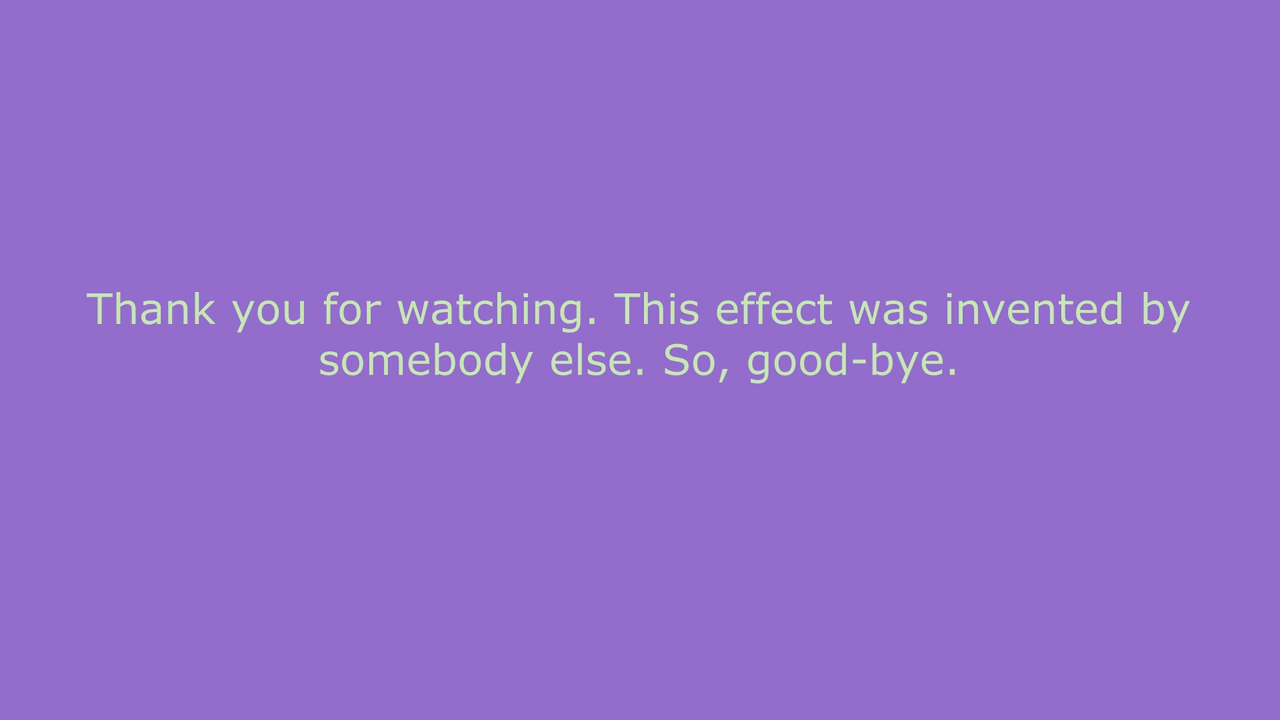 Thank you for watching. This effect was invented by
somebody else. So, good-bye.